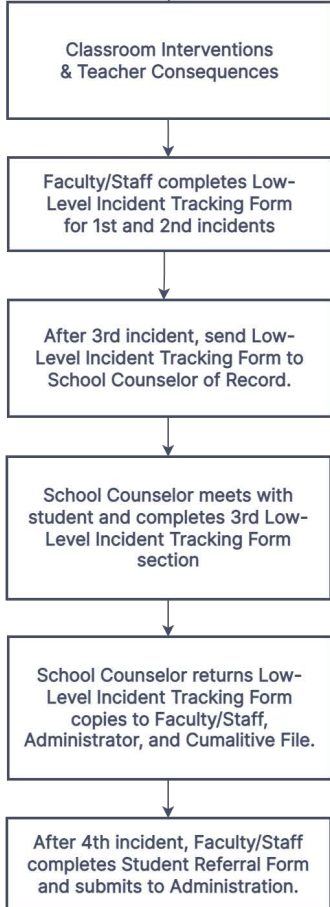 Classroom Interventions
& Teacher Consequences
Faculty/Staff completes Low-
Level Incident Tracking Form
for 1st and 2nd incidents
After 3rd incident, send Low-
Level Incident Tracking Form to
School Counselor of Record.
School Counselor meets with
student and completes 3rd Low-
Level Incident Tracking Form
section
School Counselor returns Low-
Level Incident Tracking Form
copies to Faculty/Staff,
Administrator, and Cumalitive File.
After 4th incident, Faculty/Staff
completes Student Referral Form
and submits to Administration.